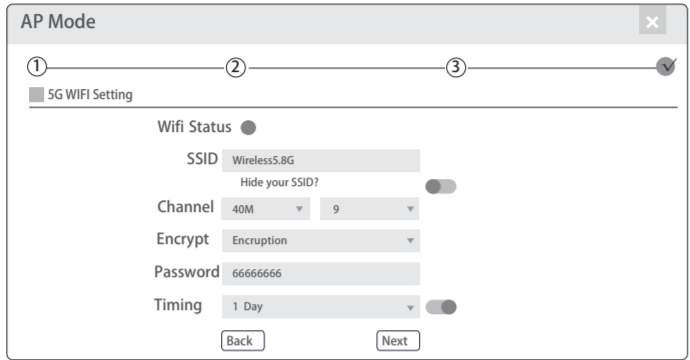 AP Mode
×
1 2 3 √
5G WIFI Setting
Wifi Status
SSID Wireless5.8G
Hide your SSID?
Channel 40M 9
Encrypt Encruption
Password 66666666
Timing 1 Day
Back Next